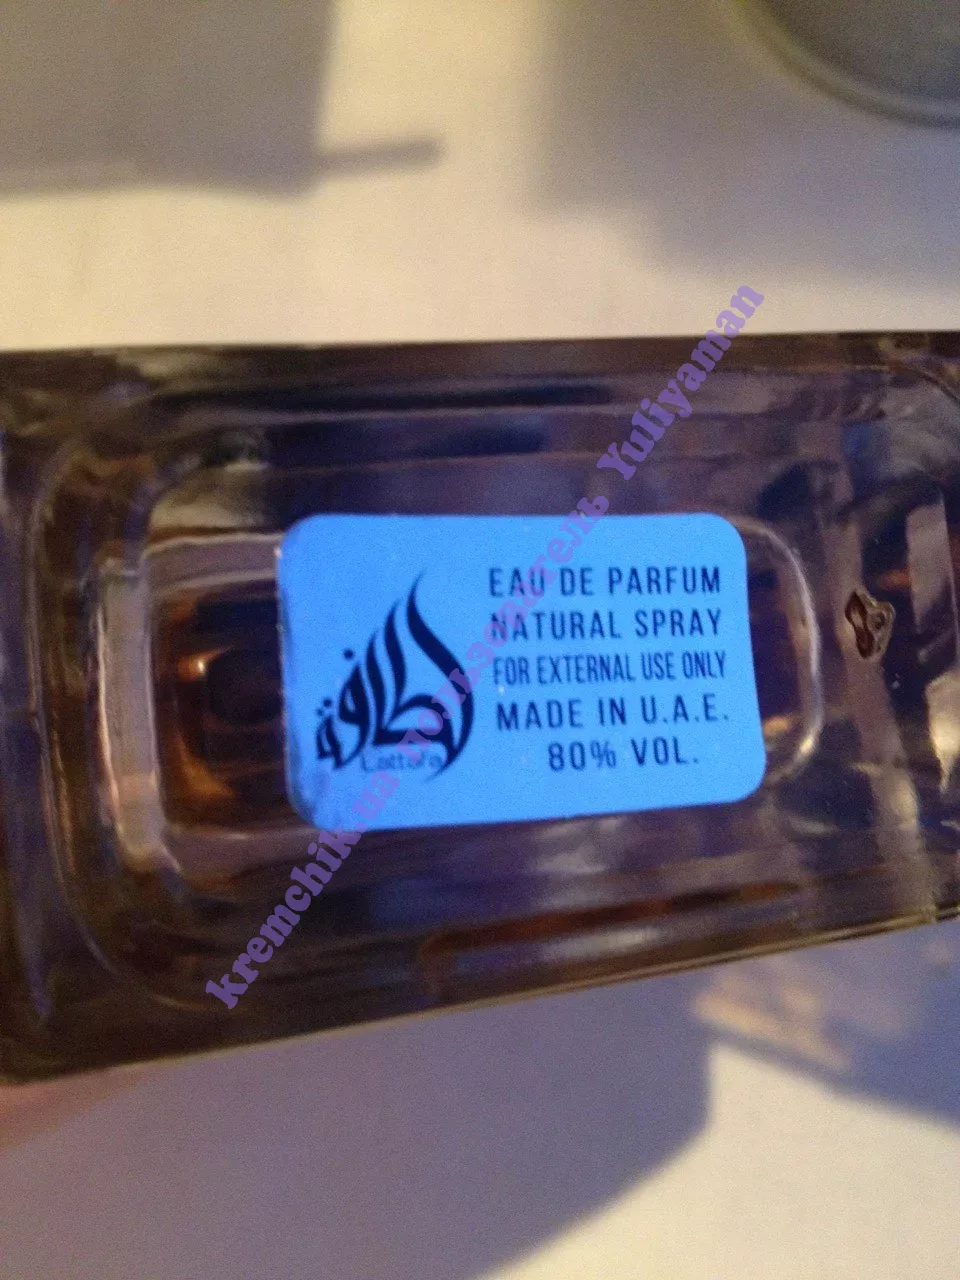 EAU DE PARFUM
NATURAL SPRAY
FOR EXTERNAL USE ONLY
MADE IN U.A.E.
80% VOL.
لطافة
Lattafa
kremchik.ua пользователь Yuliyaman